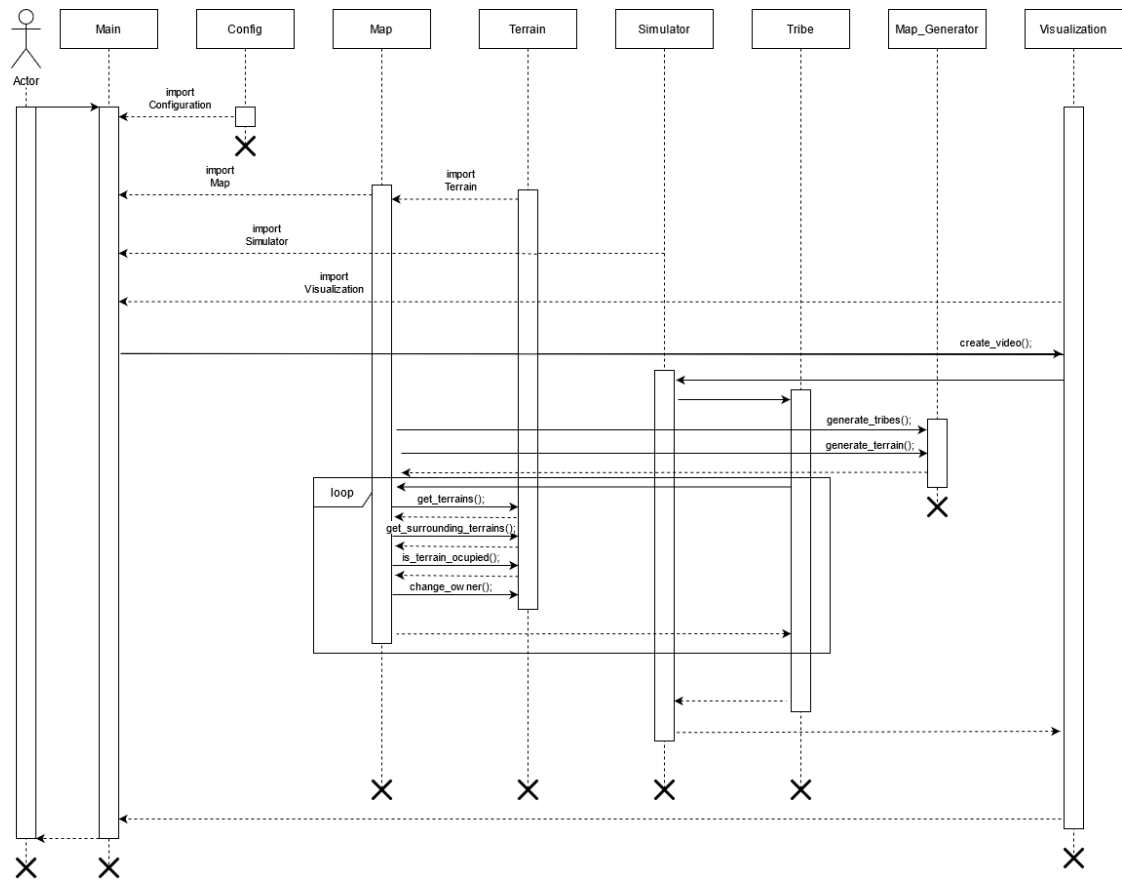 Main
Config
Map
Terrain
Simulator
Tribe
Map_Generator
Visualization
Actor
import
Configuration
import
Map
import
Terrain
import
Simulator
import
Visualization
create_video();
generate_tribes();
generate_terrain();
loop
get_terrains();
get_surrounding_terrains();
is_terrain_ocupied();
change_ow ner();